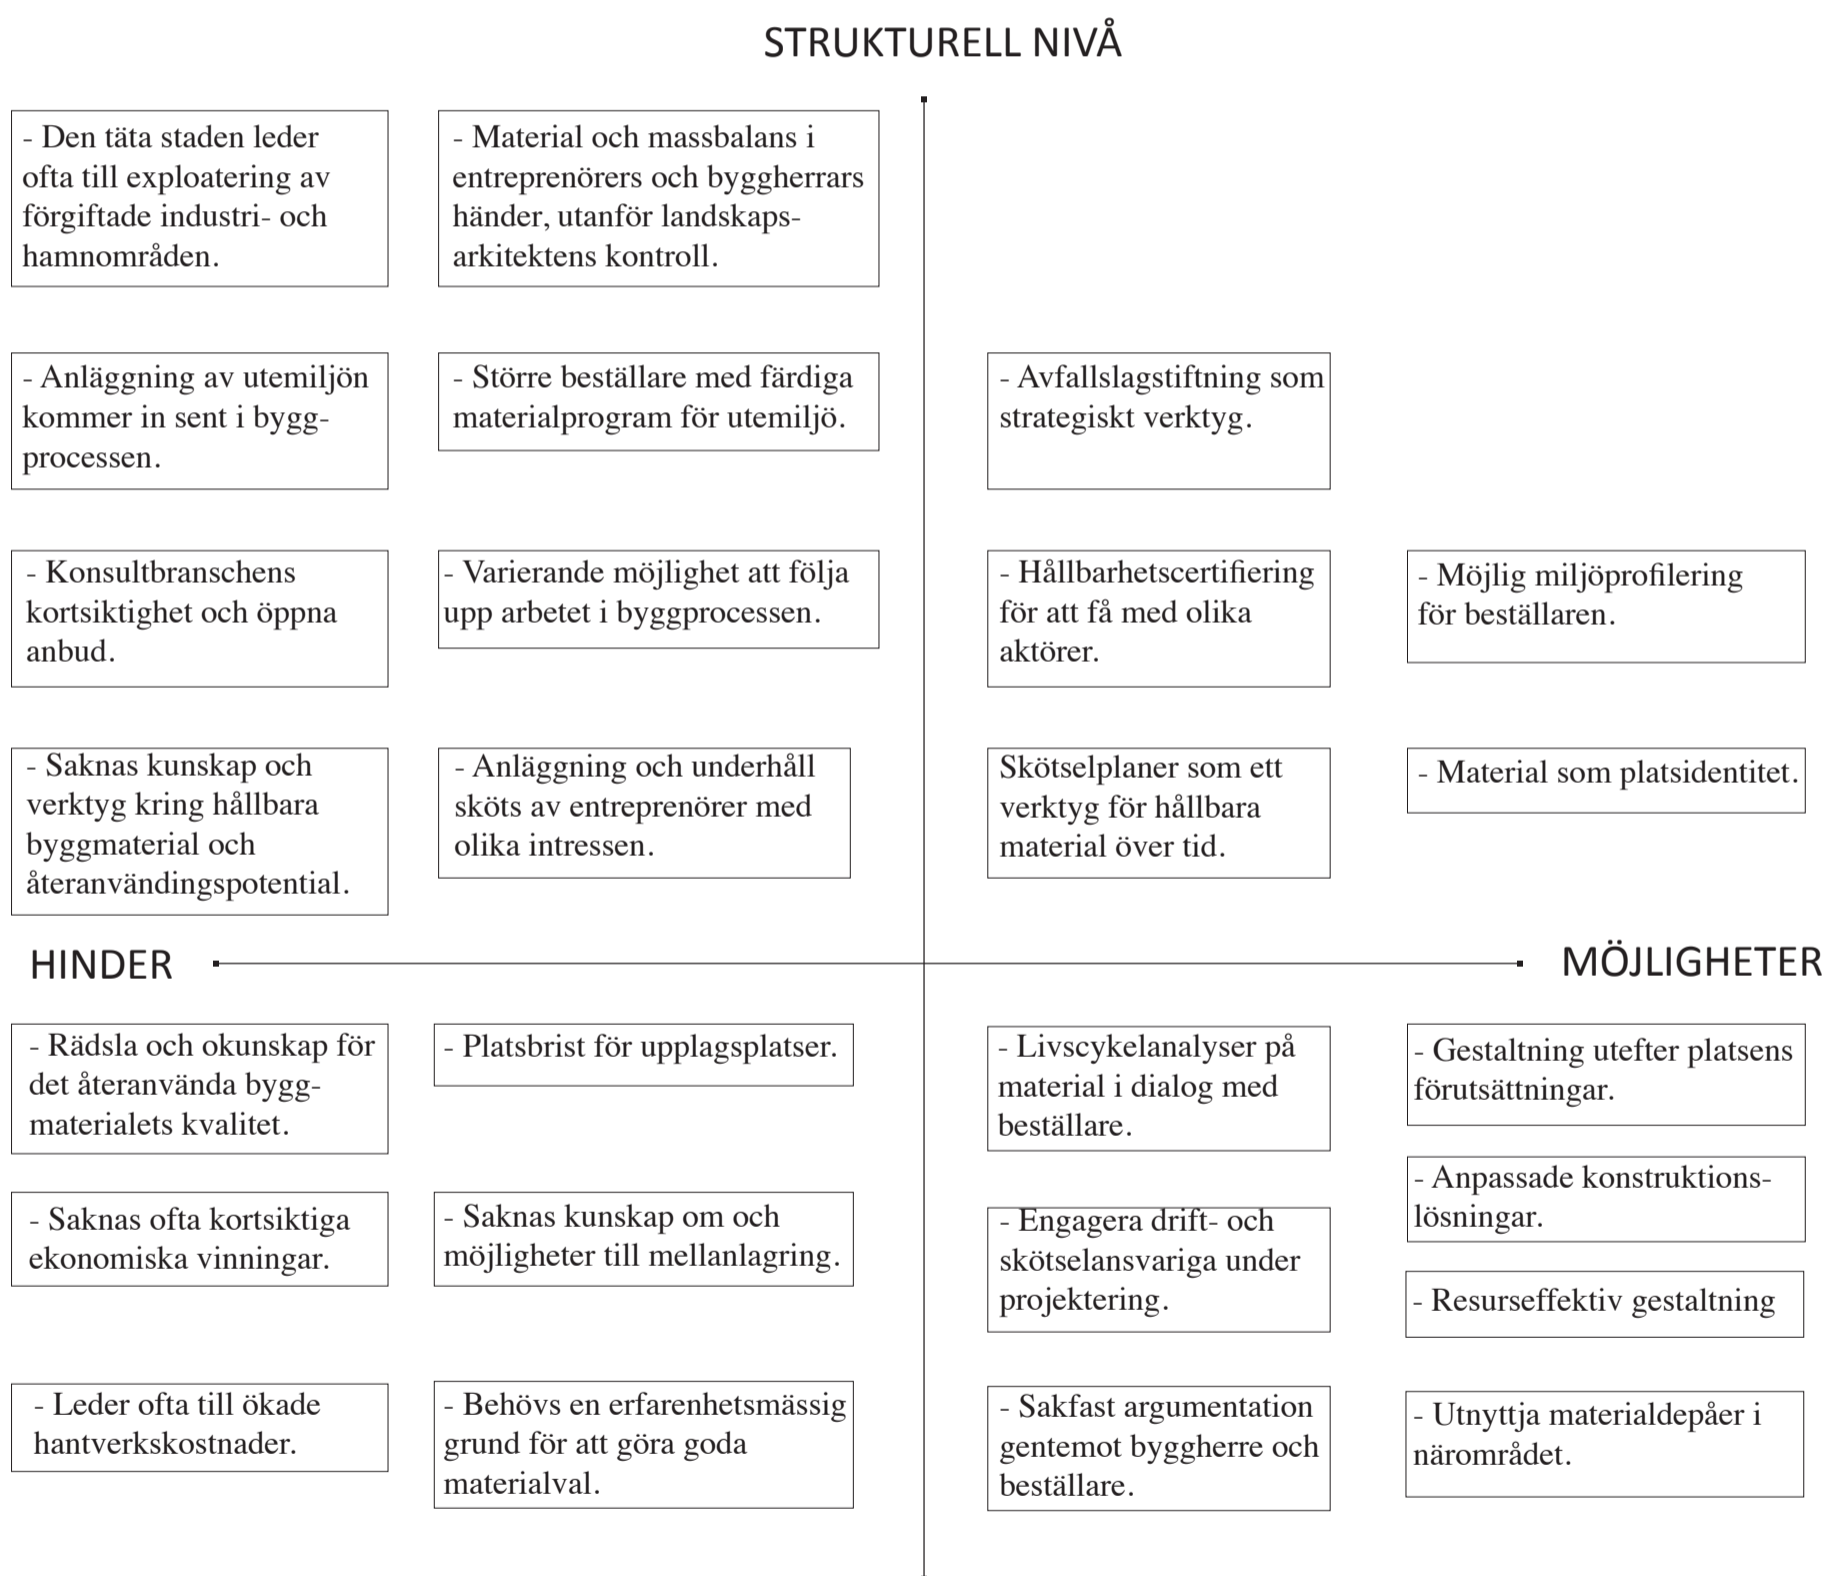 STRUKTURELL NIVÅ
- Den täta staden leder
ofta till exploatering av
förgiftade industri- och
hamnområden.
- Material och massbalans i
entreprenörers och byggherrars
händer, utanför landskaps-
arkitektens kontroll.
- Anläggning av utemiljön
kommer in sent i bygg-
processen.
- Större beställare med färdiga
materialprogram för utemiljö.
- Avfallslagstiftning som
strategiskt verktyg.
- Konsultbranschens
kortsiktighet och öppna
anbud.
- Varierande möjlighet att följa
upp arbetet i byggprocessen.
- Hållbarhetscertifiering
för att få med olika
aktörer.
- Möjlig miljöprofilering
för beställaren.
- Saknas kunskap och
verktyg kring hållbara
byggmaterial och
återanvändingspotential.
- Anläggning och underhåll
sköts av entreprenörer med
olika intressen.
Skötselplaner som ett
verktyg för hållbara
material över tid.
- Material som platsidentitet.
HINDER
MÖJLIGHETER
- Rädsla och okunskap för
det återanvända bygg-
materialets kvalitet.
- Platsbrist för upplagsplatser.
- Livscykelanalyser på
material i dialog med
beställare.
- Gestaltning utefter platsens
förutsättningar.
- Anpassade konstruktions-
lösningar.
- Saknas ofta kortsiktiga
ekonomiska vinningar.
- Saknas kunskap om och
möjligheter till mellanlagring.
- Engagera drift- och
skötselansvariga under
projektering.
- Resurseffektiv gestaltning
- Leder ofta till ökade
hantverkskostnader.
- Behövs en erfarenhetsmässig
grund för att göra goda
materialval.
- Sakfast argumentation
gentemot byggherre och
beställare.
- Utnyttja materialdepåer i
närområdet.